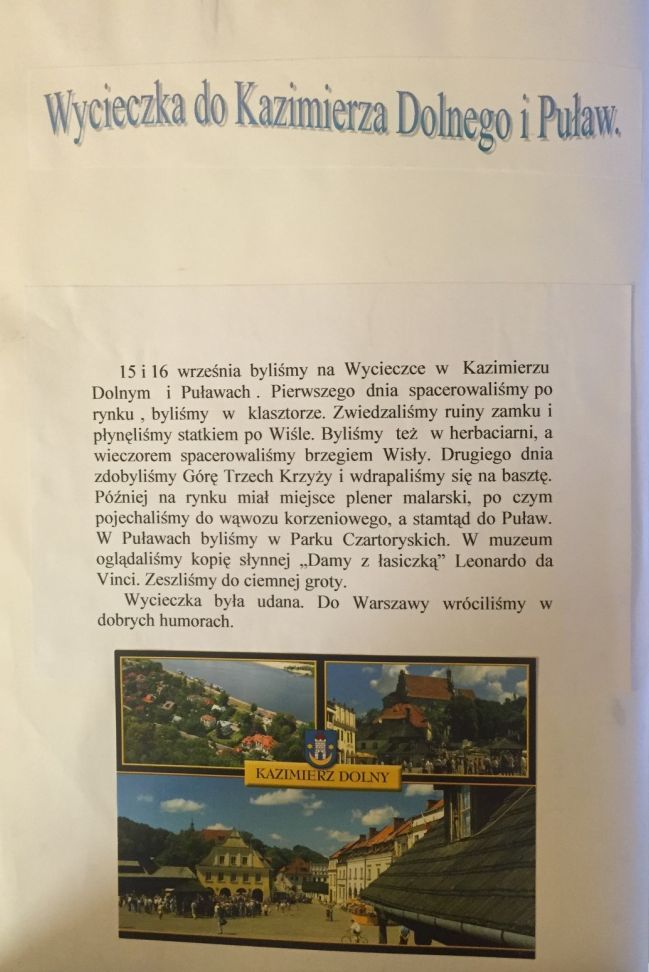 Wycieczka do Kazimierza Dolnego i Puław.
15 i 16 września byliśmy na Wycieczce w Kazimierzu
Dolnym i Puławach . Pierwszego dnia spacerowaliśmy po
rynku , byliśmy w klasztorze. Zwiedzaliśmy ruiny zamku i
płynęliśmy statkiem po Wiśle. Byliśmy też w herbaciarni, a
wieczorem spacerowaliśmy brzegiem Wisły. Drugiego dnia
zdobyliśmy Górę Trzech Krzyży i wdrapaliśmy się na basztę.
Później na rynku miał miejsce plener malarski, po czym
pojechaliśmy do wąwozu korzeniowego, a stamtąd do Puław.
W Puławach byliśmy w Parku Czartoryskich. W muzeum
oglądaliśmy kopię słynnej „Damy z łasiczką” Leonardo da
Vinci. Zeszliśmy do ciemnej groty.
Wycieczka była udana. Do Warszawy wróciliśmy w
dobrych humorach.
KAZIMIERZ DOLNY